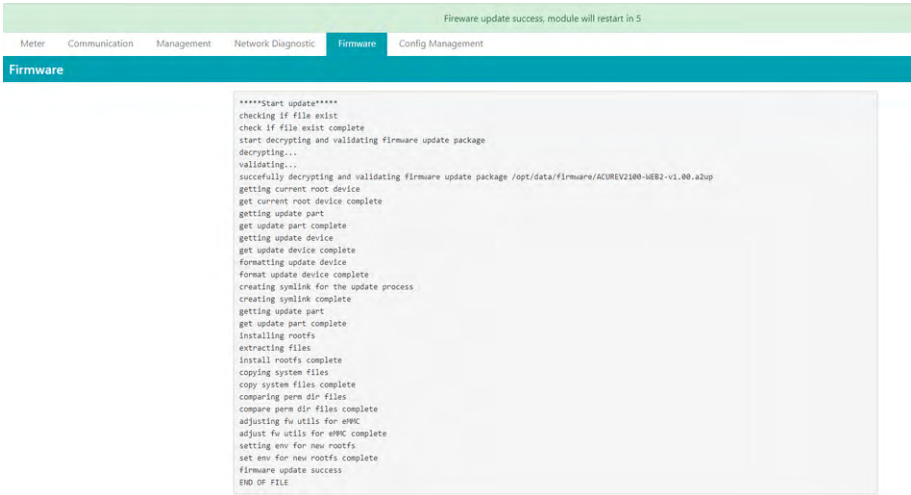 Fireware update success, module will restart in 5
Meter Communication Management Network Diagnostic Firmware Config Management
Firmware
*****Start update*****
checking if file exist
check if file exist complete
start decrypting and validating firmware update package
decrypting...
validating...
succefully decrypting and validating firmware update package /opt/data/firmware/ACUREV2100-WEB2-v1.00.a2up
getting current root device
get current root device complete
getting update part
get update part complete
getting update device
get update device complete
formatting update device
format update device complete
creating symlink for the update process
creating symlink complete
getting update part
get update part complete
installing rootfs
extracting files
install rootfs complete
copying system files
copy system files complete
comparing perm dir files
compare perm dir files complete
adjusting fw utils for eMMC
adjust fw utils for eMMC complete
setting env for new rootfs
set env for new rootfs complete
firmware update success
END OF FILE